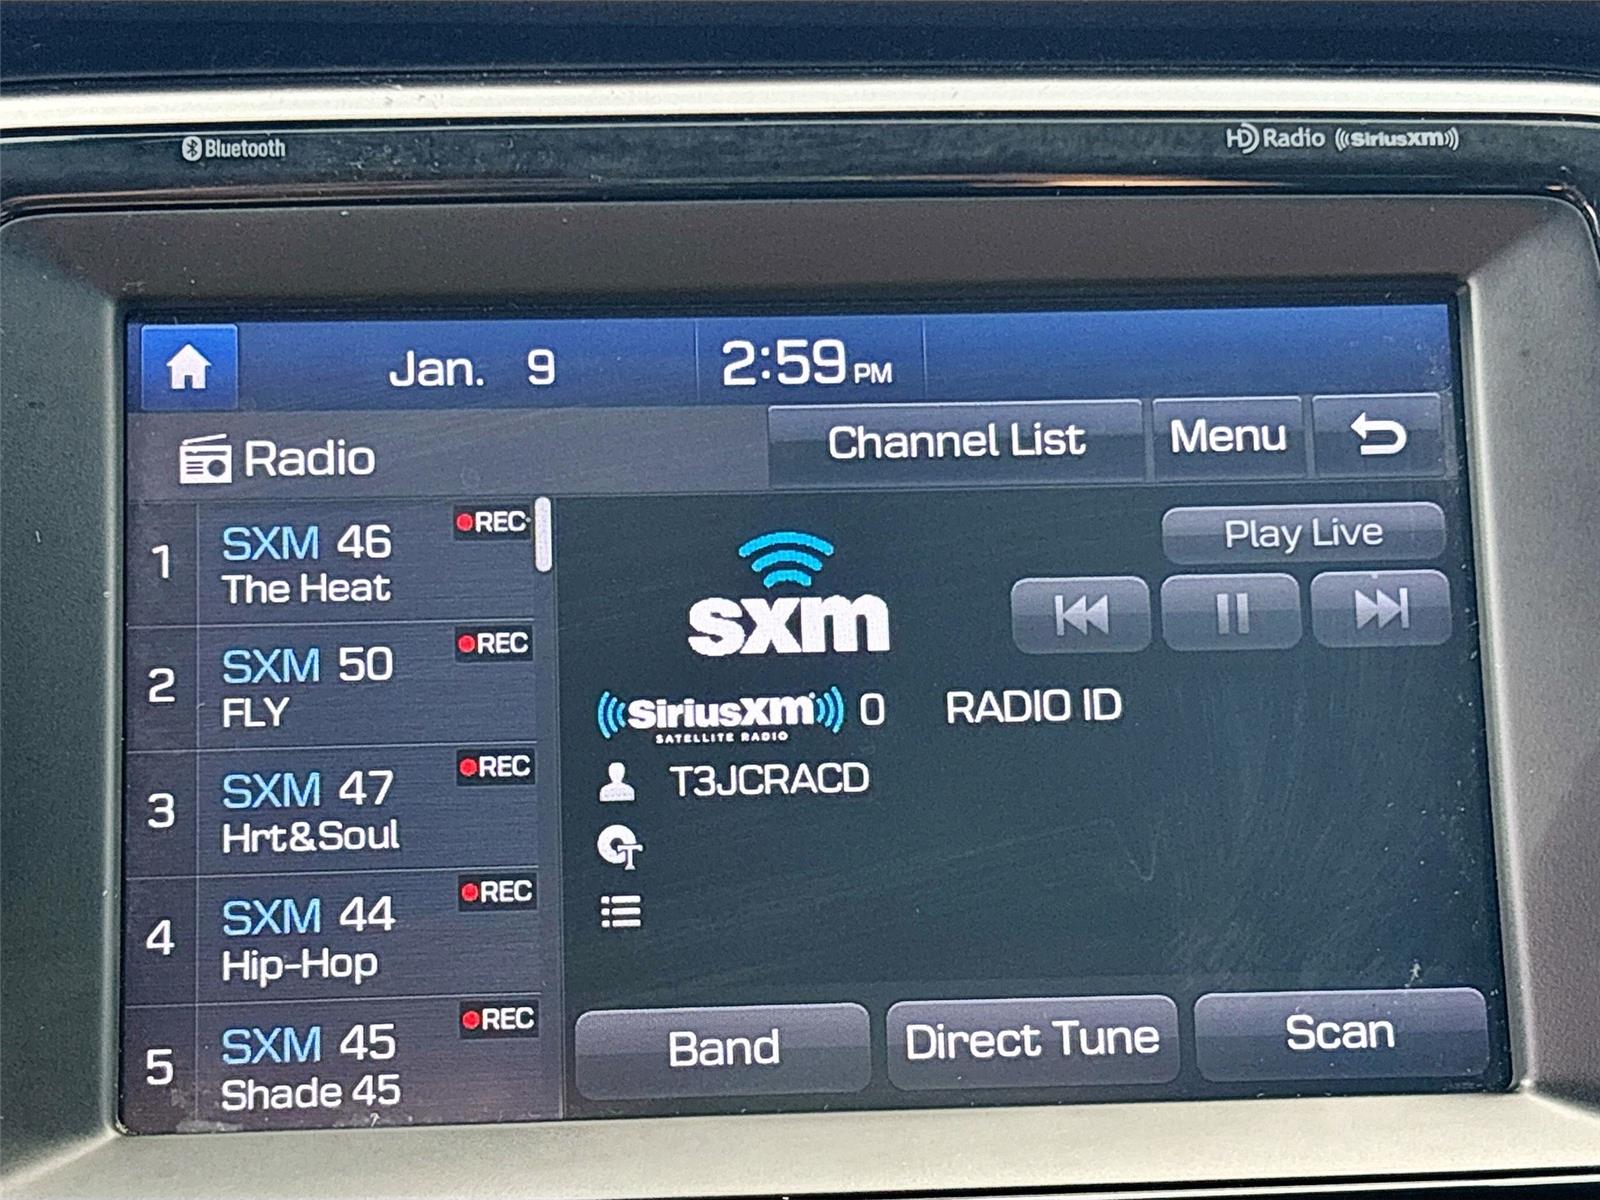 Bluetooth
HD Radio ((SiriusXM))
Jan. 9 2:59 PM
Radio
Channel List Menu
1 SXM 46 REC
The Heat
2 SXM 50 REC
FLY
3 SXM 47 REC
Hrt&Soul
4 SXM 44 REC
Hip-Hop
5 SXM 45 REC
Shade 45
Play Live
sxm
((SiriusXM)) 0 RADIO ID
SATELLITE RADIO
T3JCRACD
Band Direct Tune Scan